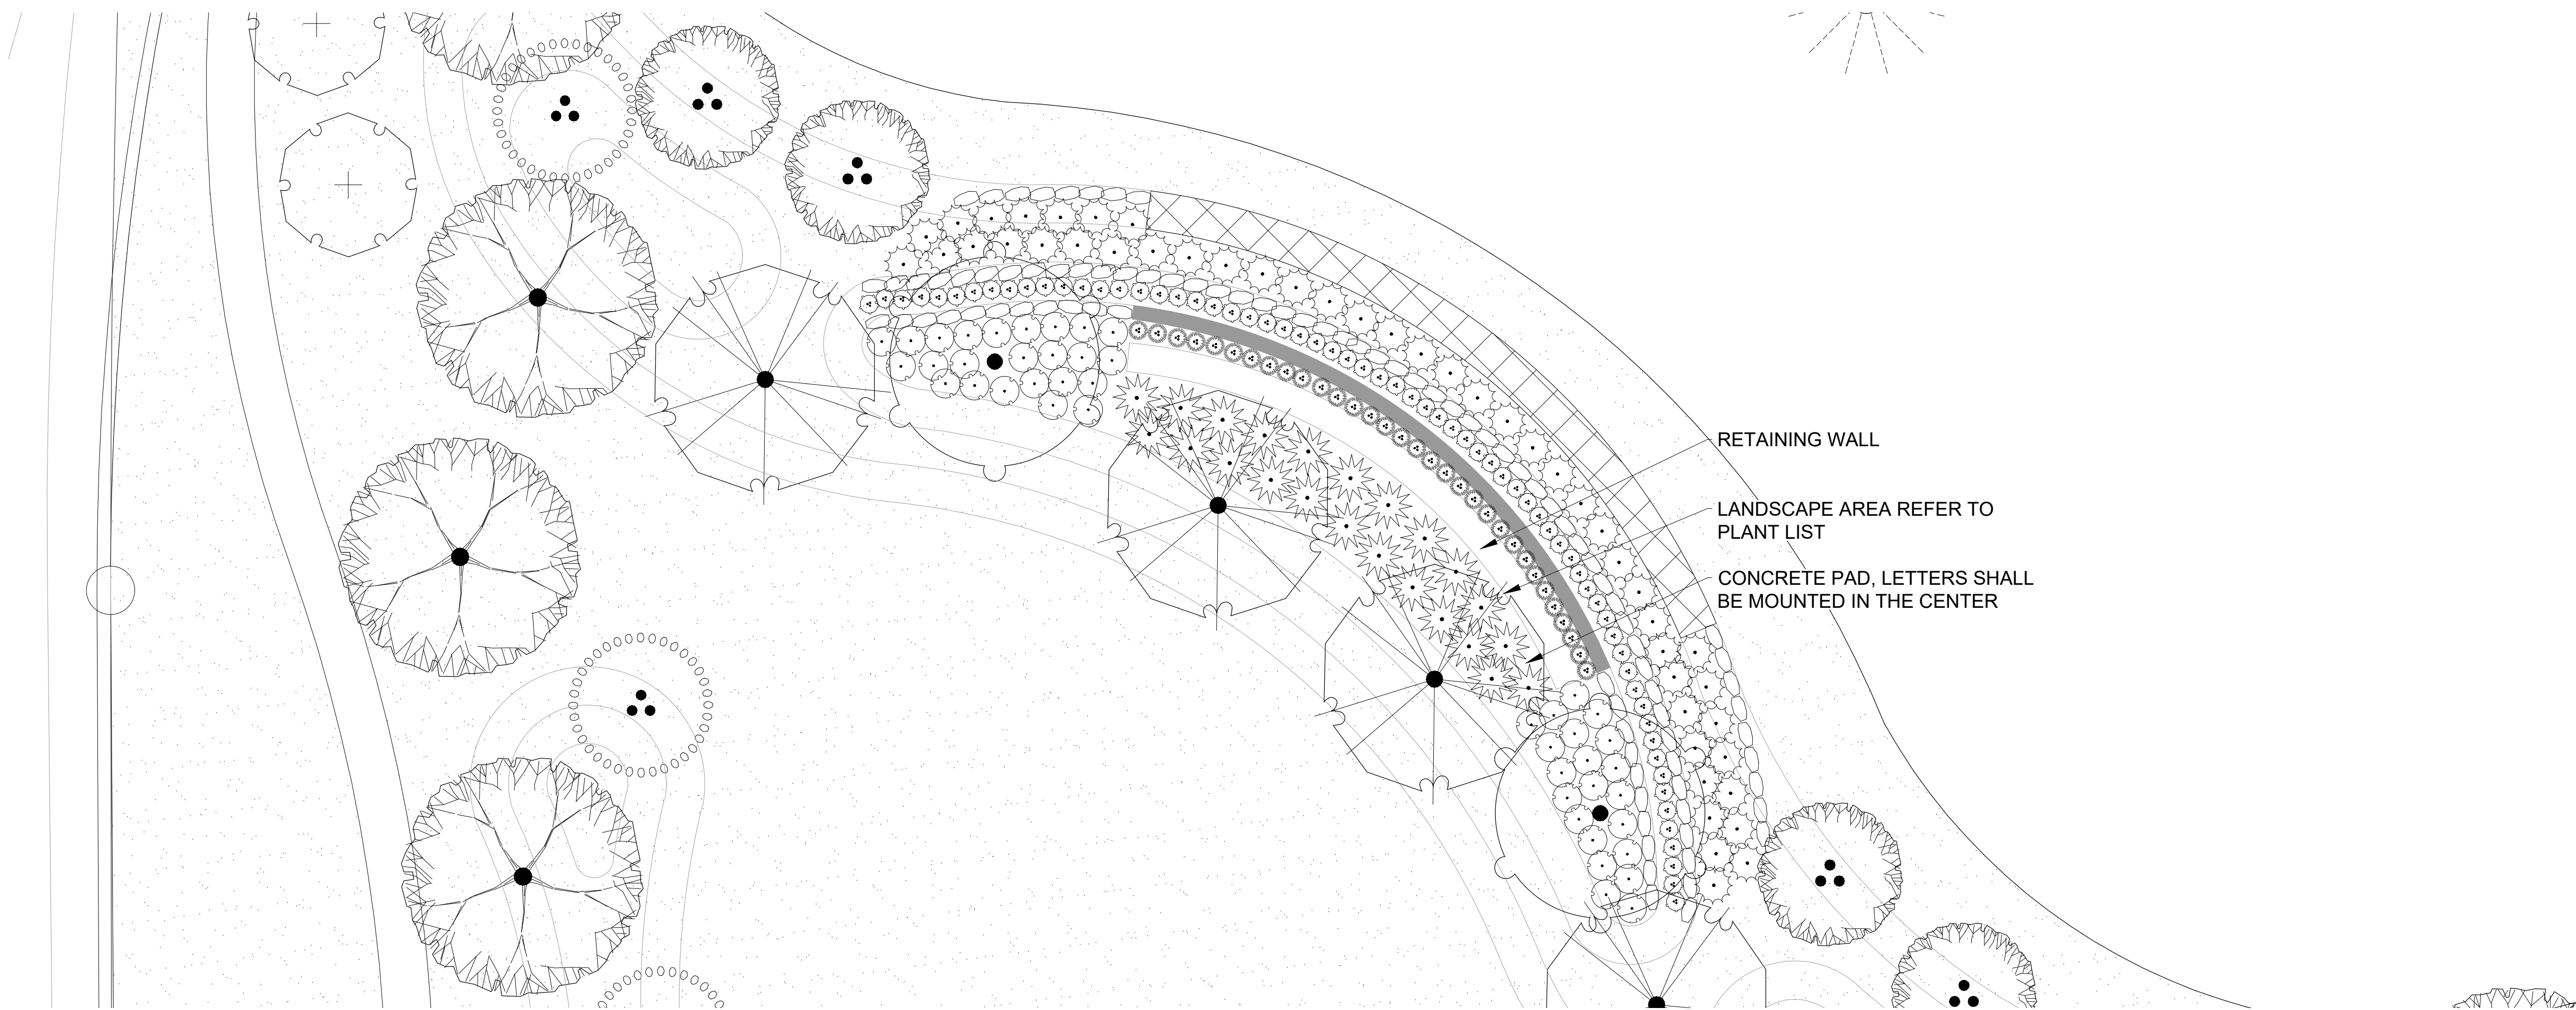 RETAINING WALL
LANDSCAPE AREA REFER TO
PLANT LIST
CONCRETE PAD, LETTERS SHALL
BE MOUNTED IN THE CENTER